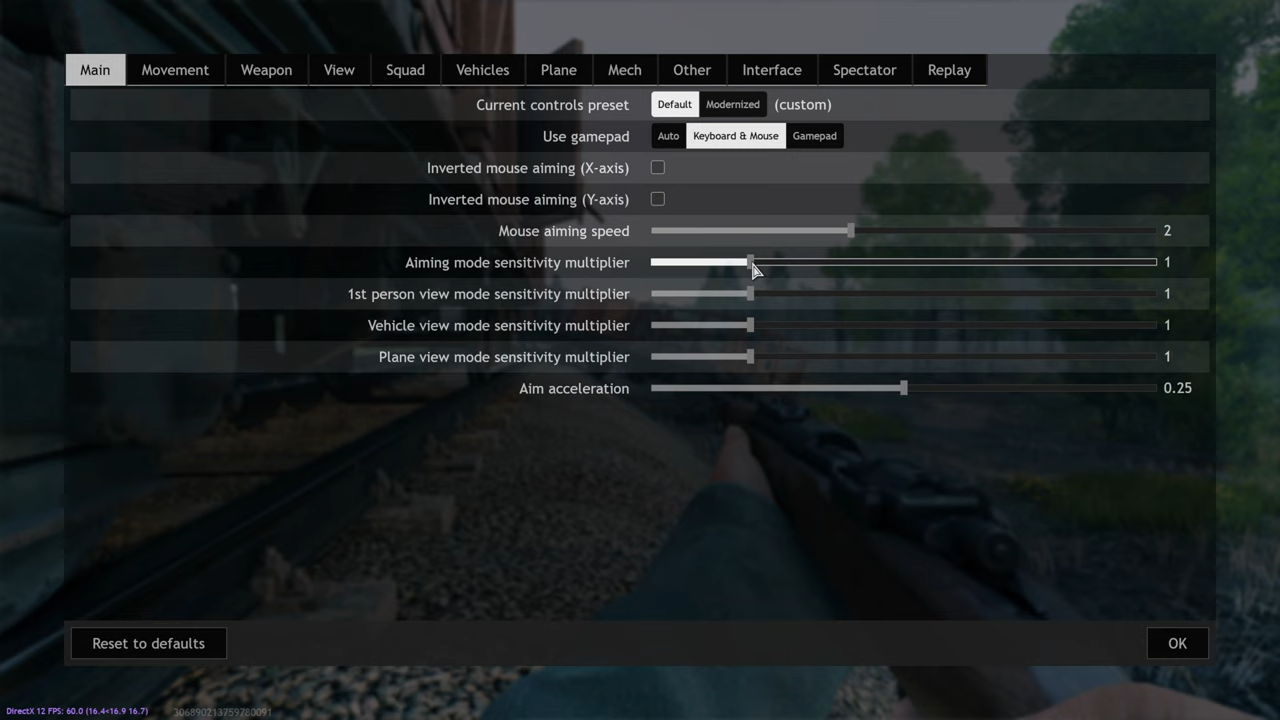 Main Movement Weapon View Squad Vehicles Plane Mech Other Interface Spectator Replay
Current controls preset Default Modernized (custom)
Use gamepad Auto Keyboard & Mouse Gamepad
Inverted mouse aiming (X-axis)
Inverted mouse aiming (Y-axis)
Mouse aiming speed 2
Aiming mode sensitivity multiplier 1
1st person view mode sensitivity multiplier 1
Vehicle view mode sensitivity multiplier 1
Plane view mode sensitivity multiplier 1
Aim acceleration 0.25
Reset to defaults OK
DirectX 12 FPS: 60.0 (16.4<16.9 16.7) 306890213759780091